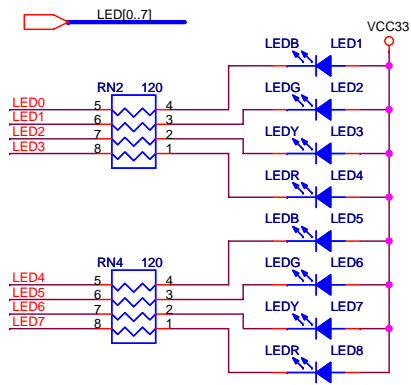 LED[0..7]
VCC33
LEDB LED1
RN2 120
LEDG LED2
LED0 5 4
LED1 6 3
LEDY LED3
LED2 7 2
LED3 8 1
LEDR LED4
LEDB LED5
RN4 120
LEDG LED6
LED4 5 4
LED5 6 3
LEDY LED7
LED6 7 2
LED7 8 1
LEDR LED8